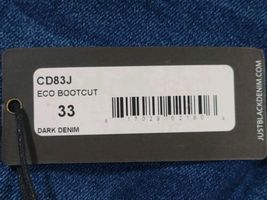 CD83J
ECO BOOTCUT
33
DARK DENIM
JUSTBLACKDENIM.COM